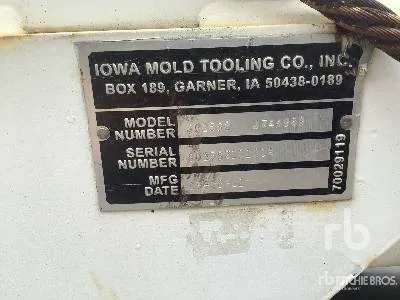 IOWA MOLD TOOLING CO., INC.
BOX 189, GARNER, IA 50438-0189
MODEL
NUMBER
SERIAL
NUMBER
MFG
DATE
70029119
rb
rb
RITCHIE BROS.